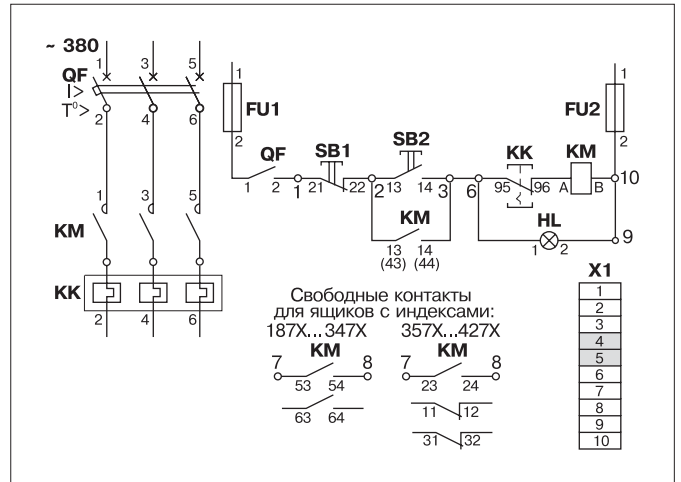 ~ 380
1 3 5
QF
I>
T°>
2 4 6
1 3 5
KM
KK
2 4 6
1
FU1
2
1
FU2
2
QF
1 2
1
SB1
21 22
2
SB2
13 14
3
6
KK
95 96
KM
A B
10
KM
13 14
(43) (44)
HL
1 2
9
Свободные контакты
для ящиков с индексами:
187X...347X 357X...427X
KM KM
7 8 7 8
53 54 23 24
63 64 11 12
31 32
X1
1
2
3
4
5
6
7
8
9
10